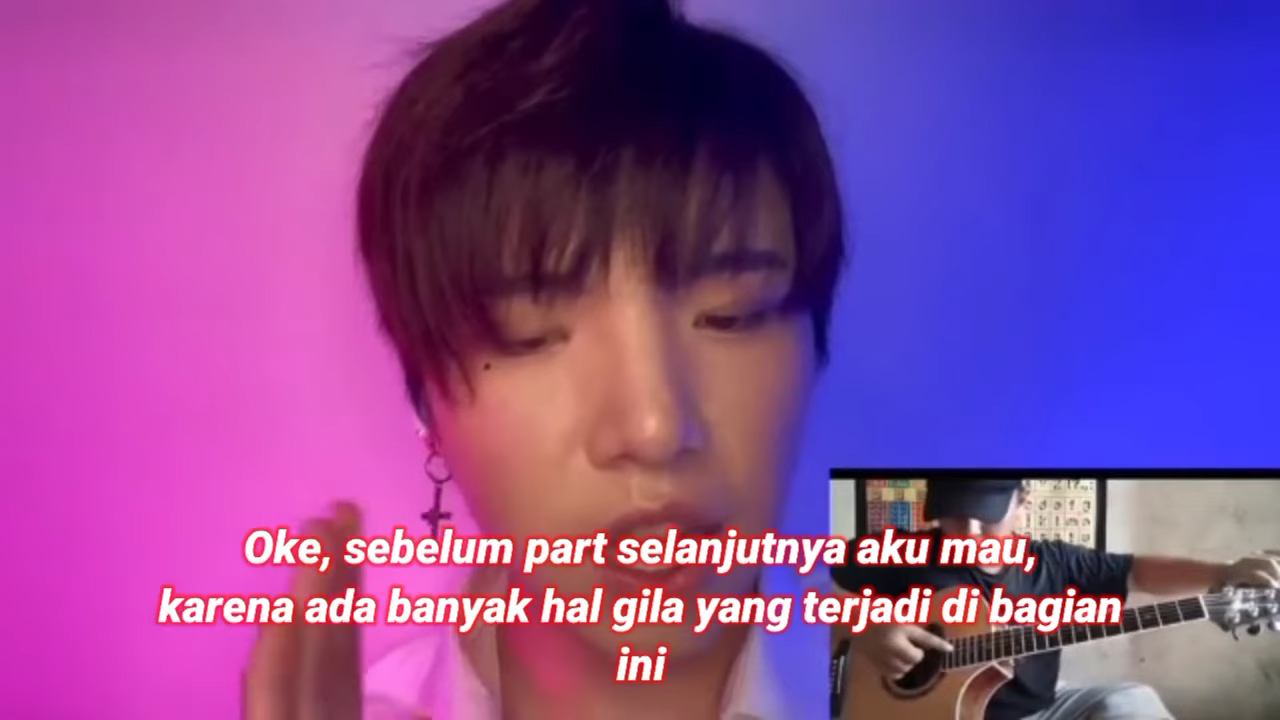 Oke, sebelum part selanjutnya aku mau,
karena ada banyak hal gila yang terjadi di bagian
ini